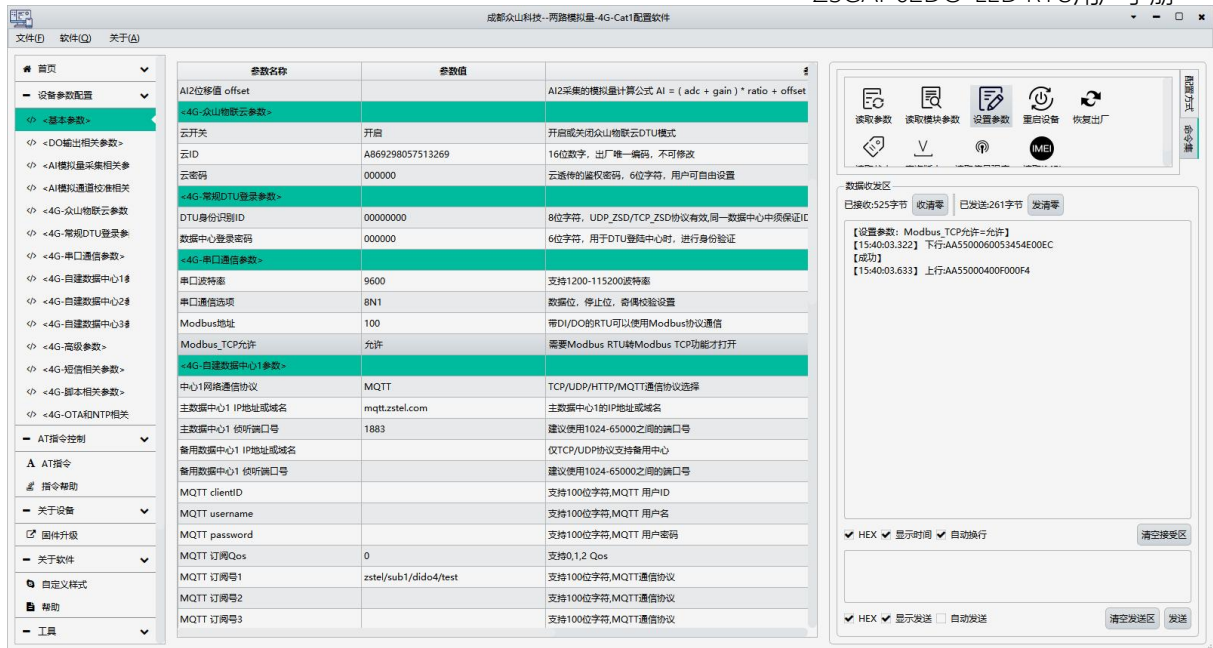 成都众山科技--两路模拟量-4G-Cat1配置软件
文件(F) 软件(Q) 关于(A)
首页
设备参数配置
<基本参数>
<DO输出相关参数>
<AI模拟量采集相关参
<AI模拟通道校准相关
<4G-众山物联云参数
<4G-常规DTU登录参
<4G-串口通信参数>
<4G-自建数据中心1参
<4G-自建数据中心2参
<4G-自建数据中心3参
<4G-高级参数>
<4G-短信相关参数>
<4G-脚本相关参数>
<4G-OTA和NTP相关
AT指令控制
AT指令
指令帮助
关于设备
固件升级
关于软件
自定义样式
帮助
工具
参数名称 参数值
AI2位移值 offset AI2采集的模拟量计算公式 AI = ( adc + gain ) * ratio + offset
<4G-众山物联云参数>
云开关 开启 开启或关闭众山物联云DTU模式
云ID A869298057513269 16位数字，出厂唯一编码，不可修改
云密码 000000 云透传的鉴权密码，6位字符，用户可自由设置
<4G-常规DTU登录参数>
DTU身份识别ID 00000000 8位字符，UDP_ZSD/TCP_ZSD协议有效,同一数据中心中须保证ID
数据中心登录密码 000000 6位字符，用于DTU登陆中心时，进行身份验证
<4G-串口通信参数>
串口波特率 9600 支持1200-115200波特率
串口通信选项 8N1 数据位，停止位，奇偶校验设置
Modbus地址 100 带DI/DO的RTU可以使用Modbus协议通信
Modbus_TCP允许 允许 需要Modbus RTU转Modbus TCP功能才打开
<4G-自建数据中心1参数>
中心1网络通信协议 MQTT TCP/UDP/HTTP/MQTT通信协议选择
主数据中心1 IP地址或域名 mqtt.zstel.com 主数据中心1的IP地址或域名
主数据中心1 侦听端口号 1883 建议使用1024-65000之间的端口号
备用数据中心1 IP地址或域名 仅TCP/UDP协议支持备用中心
备用数据中心1 侦听端口号 建议使用1024-65000之间的端口号
MQTT clientID 支持100位字符,MQTT 用户ID
MQTT username 支持100位字符,MQTT 用户名
MQTT password 支持100位字符,MQTT 用户密码
MQTT 订阅Qos 0 支持0,1,2 Qos
MQTT 订阅号1 zstel/sub1/dido4/test 支持100位字符,MQTT通信协议
MQTT 订阅号2 支持100位字符,MQTT通信协议
MQTT 订阅号3 支持100位字符,MQTT通信协议
读取参数 读取模块参数 设置参数 重启设备 恢复出厂
IMEI
配置方式
命令集
数据收发区
已接收:525字节 收清零 已发送:261字节 发清零
【设置参数：Modbus_TCP允许=允许】
【15:40:03.322】下行:AA5500060053454E00EC
【成功】
【15:40:03.633】上行:AA55000400F000F4
HEX 显示时间 自动换行 清空接受区
HEX 显示发送 自动发送 清空发送区 发送